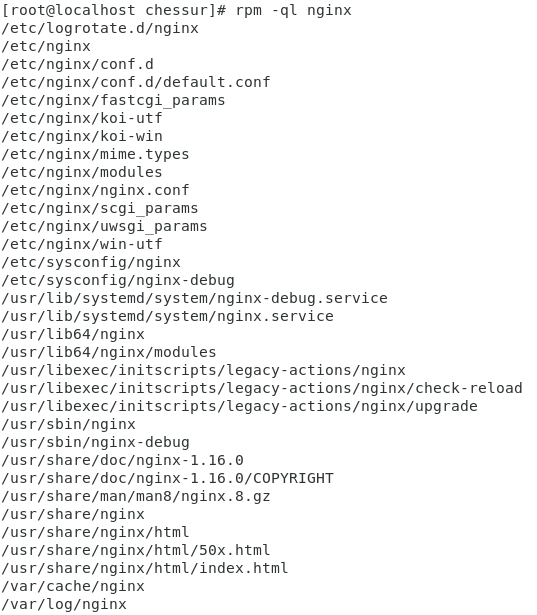 [root@localhost chessur]# rpm -ql nginx
/etc/logrotate.d/nginx
/etc/nginx
/etc/nginx/conf.d
/etc/nginx/conf.d/default.conf
/etc/nginx/fastcgi_params
/etc/nginx/koi-utf
/etc/nginx/koi-win
/etc/nginx/mime.types
/etc/nginx/modules
/etc/nginx/nginx.conf
/etc/nginx/scgi_params
/etc/nginx/uwsgi_params
/etc/nginx/win-utf
/etc/sysconfig/nginx
/etc/sysconfig/nginx-debug
/usr/lib/systemd/system/nginx-debug.service
/usr/lib/systemd/system/nginx.service
/usr/lib64/nginx
/usr/lib64/nginx/modules
/usr/libexec/initscripts/legacy-actions/nginx
/usr/libexec/initscripts/legacy-actions/nginx/check-reload
/usr/libexec/initscripts/legacy-actions/nginx/upgrade
/usr/sbin/nginx
/usr/sbin/nginx-debug
/usr/share/doc/nginx-1.16.0
/usr/share/doc/nginx-1.16.0/COPYRIGHT
/usr/share/man/man8/nginx.8.gz
/usr/share/nginx
/usr/share/nginx/html
/usr/share/nginx/html/50x.html
/usr/share/nginx/html/index.html
/var/cache/nginx
/var/log/nginx